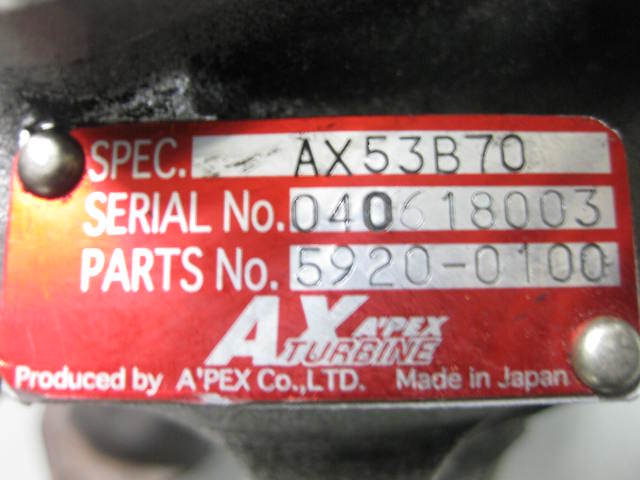 SPEC. AX53B70
SERIAL No. 040618003
PARTS No. 5920-0100
AX A'PEX
TURBINE
Produced by A'PEX Co.,LTD. Made in Japan